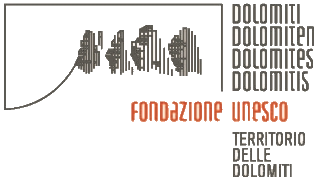 DOLOMITI
DOLOMITEN
DOLOMITES
DOLOMITIS
FONDAZIONE UNESCO
TERRITORIO
DELLE
DOLOMITI